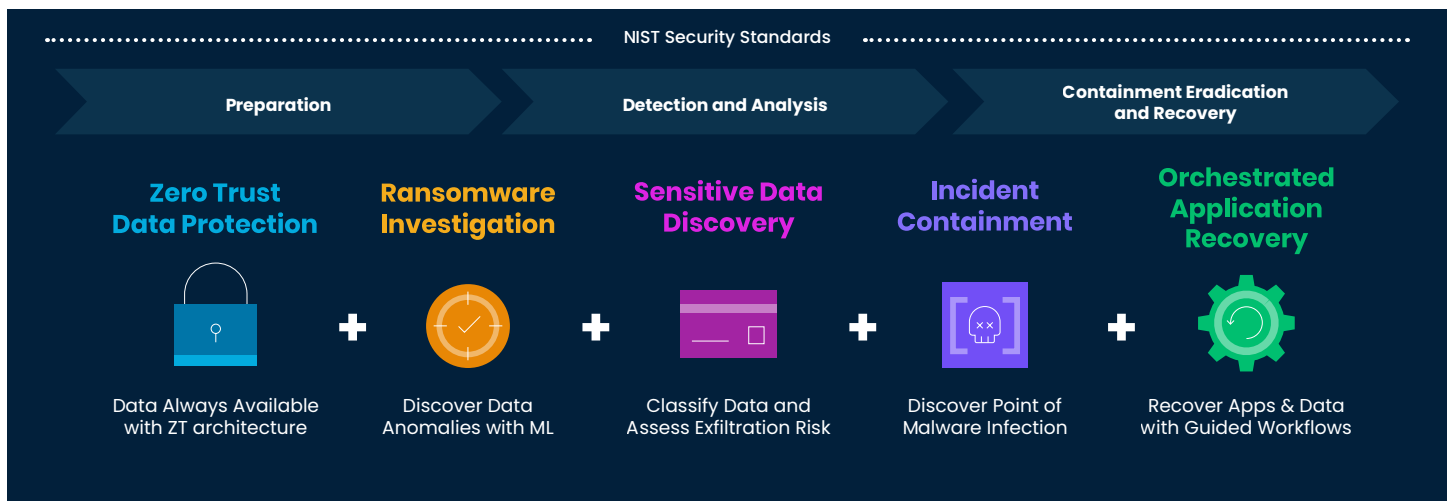 NIST Security Standards
Preparation
Detection and Analysis
Containment Eradication
and Recovery
Zero Trust
Data Protection
Ransomware
Investigation
Sensitive Data
Discovery
Incident
Containment
Orchestrated
Application
Recovery
Data Always Available
with ZT architecture
Discover Data
Anomalies with ML
Classify Data and
Assess Exfiltration Risk
Discover Point of
Malware Infection
Recover Apps & Data
with Guided Workflows